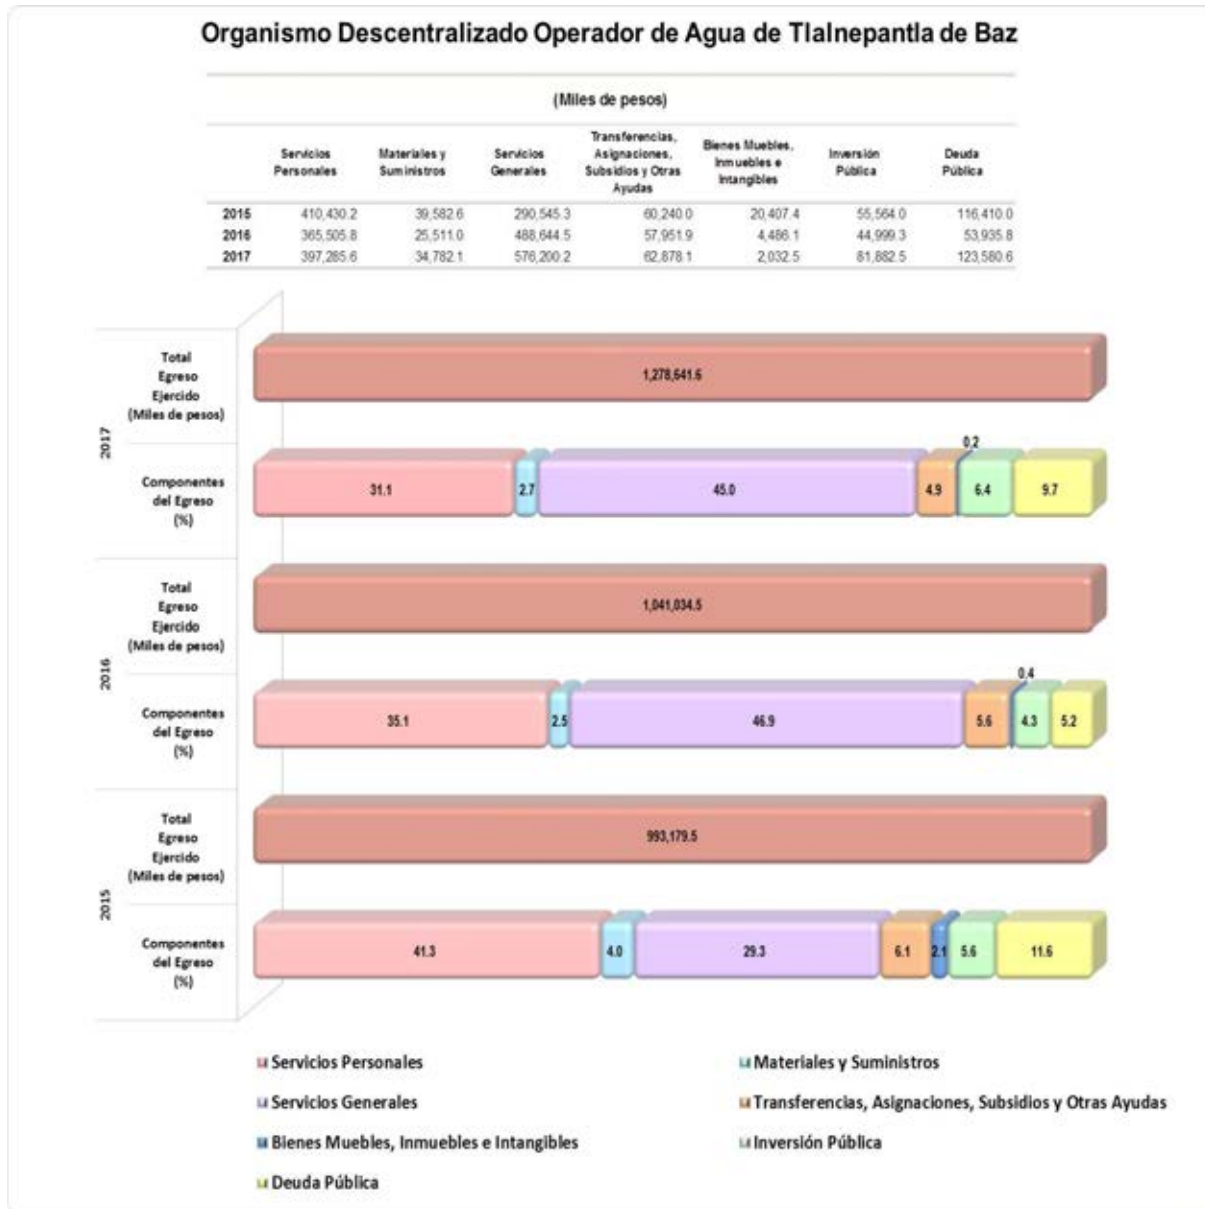 Organismo Descentralizado Operador de Agua de Tlalnepantla de Baz
(Miles de pesos)
Servicios Personales
Materiales y Suministros
Servicios Generales
Transferencias, Asignaciones, Subsidios y Otras Ayudas
Bienes Muebles, Inmuebles e Intangibles
Inversión Pública
Deuda Pública
2015 410,430.2 39,582.6 290,545.3 60,240.0 20,407.4 55,564.0 116,410.0
2016 365,505.8 25,511.0 488,644.5 57,951.9 4,486.1 44,999.3 53,935.8
2017 397,285.6 34,782.1 576,200.2 62,878.1 2,032.5 81,882.5 123,580.6
2017
Total
Egreso
Ejercido
(Miles de pesos)
1,278,641.6
Componentes
del Egreso
(%)
31.1 2.7 45.0 4.9 0.2 6.4 9.7
2016
Total
Egreso
Ejercido
(Miles de pesos)
1,041,034.5
Componentes
del Egreso
(%)
35.1 2.5 46.9 5.6 0.4 4.3 5.2
2015
Total
Egreso
Ejercido
(Miles de pesos)
993,179.5
Componentes
del Egreso
(%)
41.3 4.0 29.3 6.1 2.1 5.6 11.6
Servicios Personales
Materiales y Suministros
Servicios Generales
Transferencias, Asignaciones, Subsidios y Otras Ayudas
Bienes Muebles, Inmuebles e Intangibles
Inversión Pública
Deuda Pública